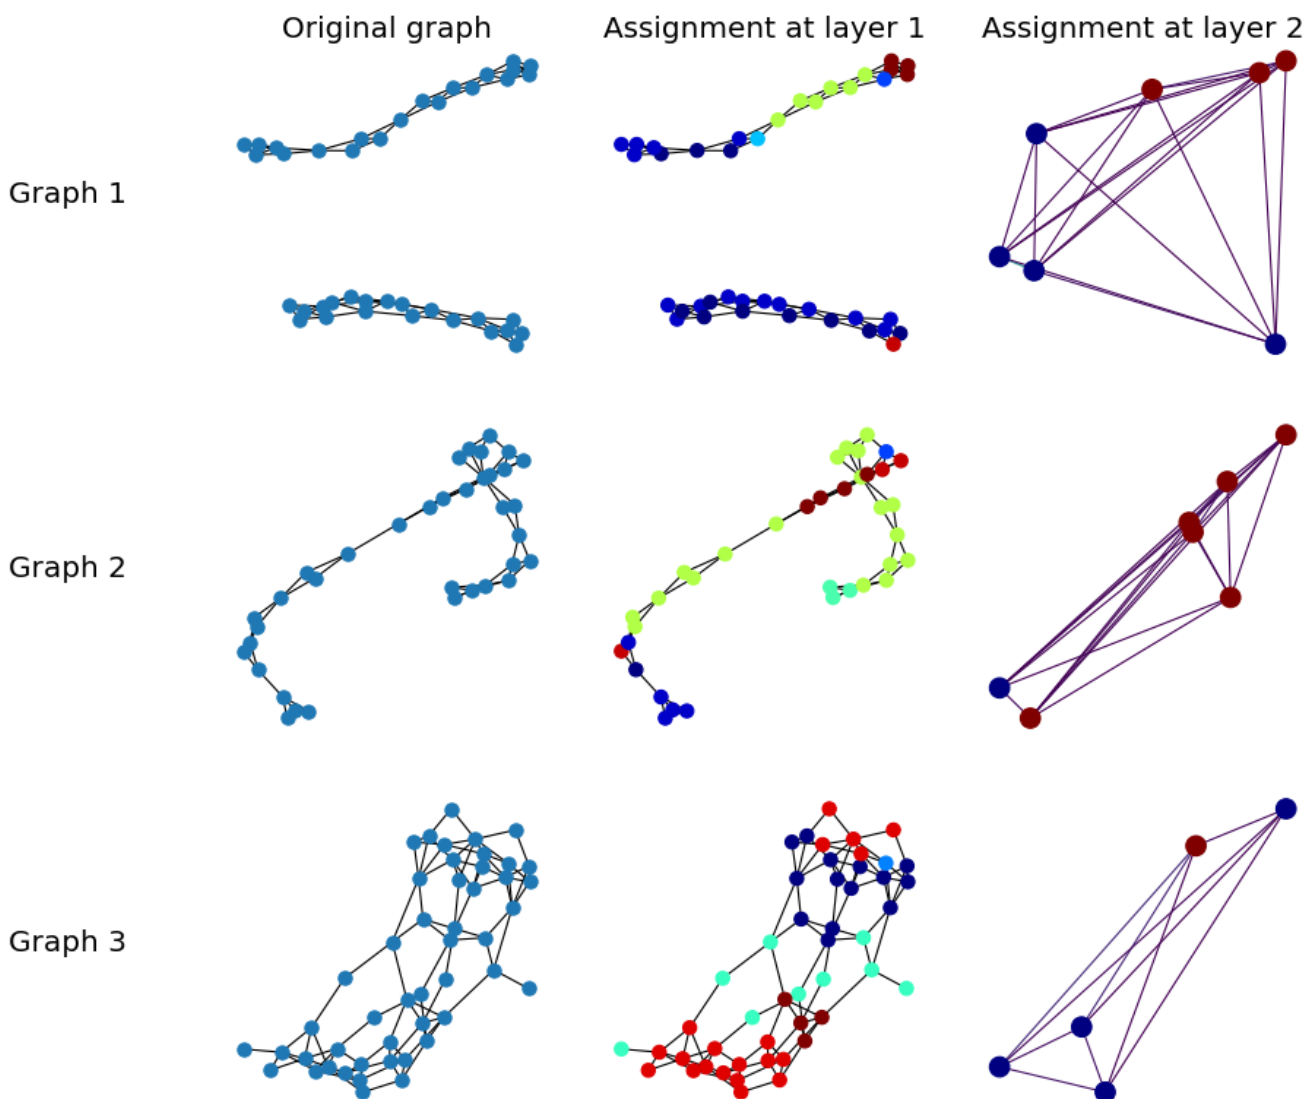 Original graph
Assignment at layer 1
Assignment at layer 2
Graph 1
Graph 2
Graph 3